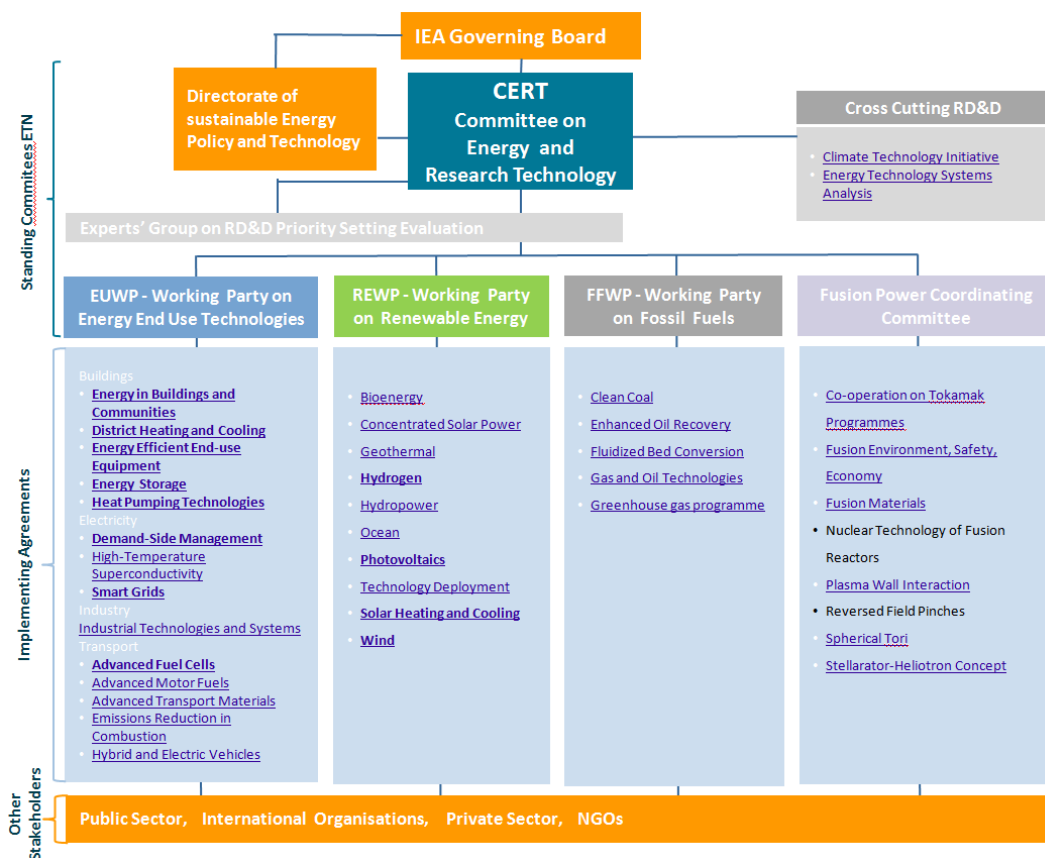 IEA Governing Board
Directorate of
sustainable Energy
Policy and Technology
CERT
Committee on
Energy and
Research Technology
Cross Cutting RD&D
• Climate Technology Initiative
• Energy Technology Systems
Analysis
Standing Commitees ETN
Experts' Group on RD&D Priority Setting Evaluation
EUWP - Working Party on
Energy End Use Technologies
REWP - Working Party
on Renewable Energy
FFWP - Working Party
on Fossil Fuels
Fusion Power Coordinating
Committee
Implementing Agreements
Buildings
• Energy in Buildings and
Communities
• District Heating and Cooling
• Energy Efficient End-use
Equipment
• Energy Storage
• Heat Pumping Technologies
Electricity
• Demand-Side Management
• High-Temperature
Superconductivity
• Smart Grids
Industry
Industrial Technologies and Systems
Transport
• Advanced Fuel Cells
• Advanced Motor Fuels
• Advanced Transport Materials
• Emissions Reduction in
Combustion
• Hybrid and Electric Vehicles
• Bioenergy
• Concentrated Solar Power
• Geothermal
• Hydrogen
• Hydropower
• Ocean
• Photovoltaics
• Technology Deployment
• Solar Heating and Cooling
• Wind
• Clean Coal
• Enhanced Oil Recovery
• Fluidized Bed Conversion
• Gas and Oil Technologies
• Greenhouse gas programme
• Co-operation on Tokamak
Programmes
• Fusion Environment, Safety,
Economy
• Fusion Materials
• Nuclear Technology of Fusion
Reactors
• Plasma Wall Interaction
• Reversed Field Pinches
• Spherical Tori
• Stellarator-Heliotron Concept
Other
Stakeholders
Public Sector, International Organisations, Private Sector, NGOs